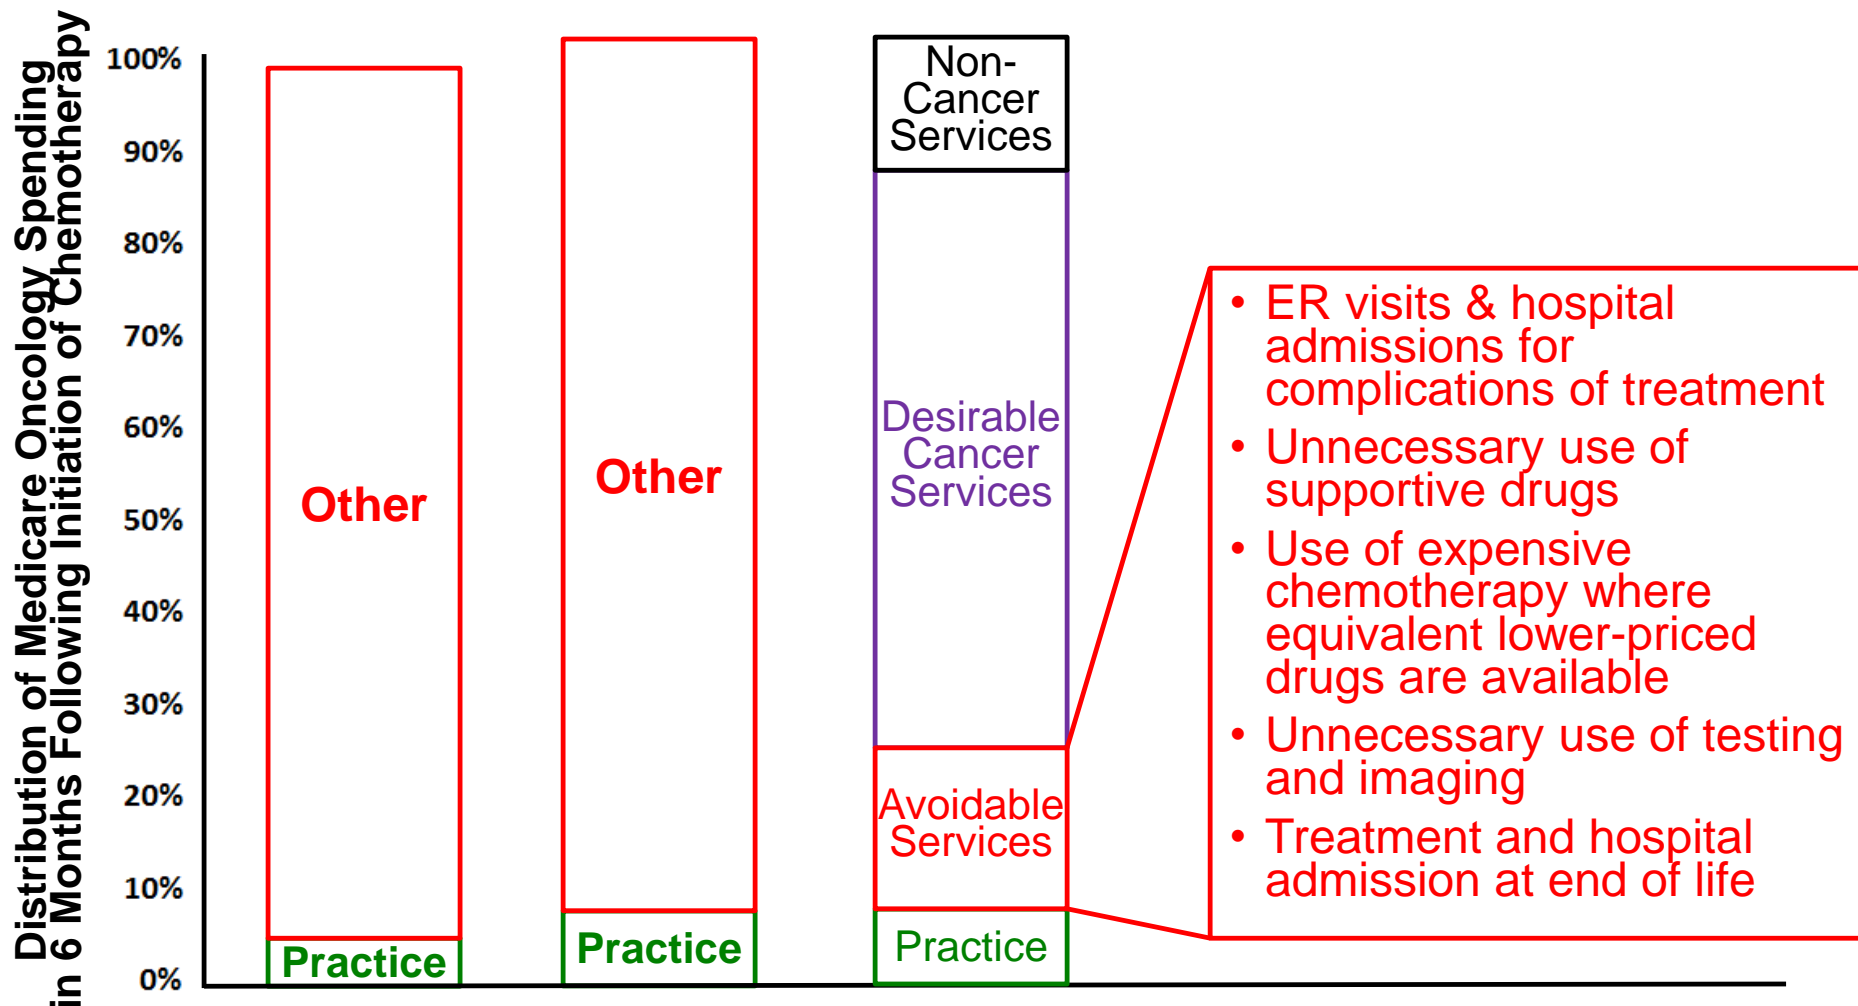 Distribution of Medicare Oncology Spending
in 6 Months Following Initiation of Chemotherapy
100%
90%
80%
70%
60%
50%
40%
30%
20%
10%
0%
Other
Practice
Other
Practice
Non-
Cancer
Services
Desirable
Cancer
Services
Avoidable
Services
Practice
• ER visits & hospital
admissions for
complications of treatment
• Unnecessary use of
supportive drugs
• Use of expensive
chemotherapy where
equivalent lower-priced
drugs are available
• Unnecessary use of testing
and imaging
• Treatment and hospital
admission at end of life